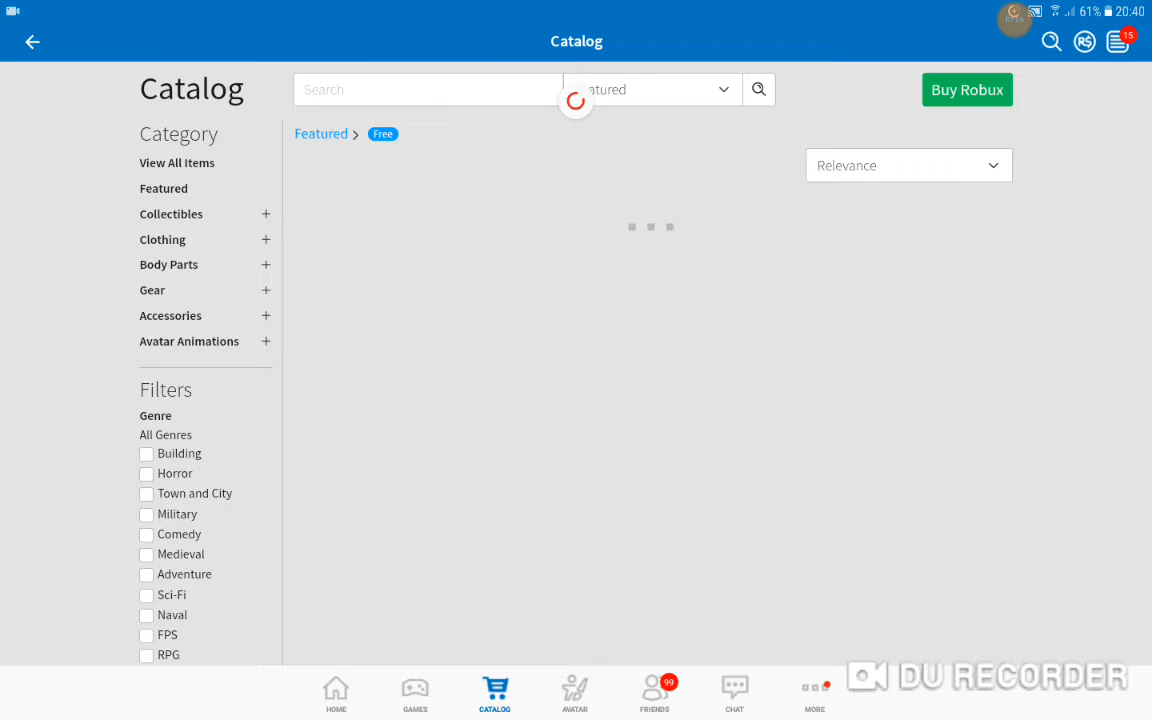 61% 20:40
Catalog
R$ 15
Catalog
Search
atured
Buy Robux
Category
Featured
Free
View All Items
Relevance
Featured
Collectibles +
Clothing +
Body Parts +
Gear +
Accessories +
Avatar Animations +
Filters
Genre
All Genres
Building
Horror
Town and City
Military
Comedy
Medieval
Adventure
Sci-Fi
Naval
FPS
RPG
99
DU RECORDER
HOME GAMES CATALOG AVATAR FRIENDS CHAT MORE